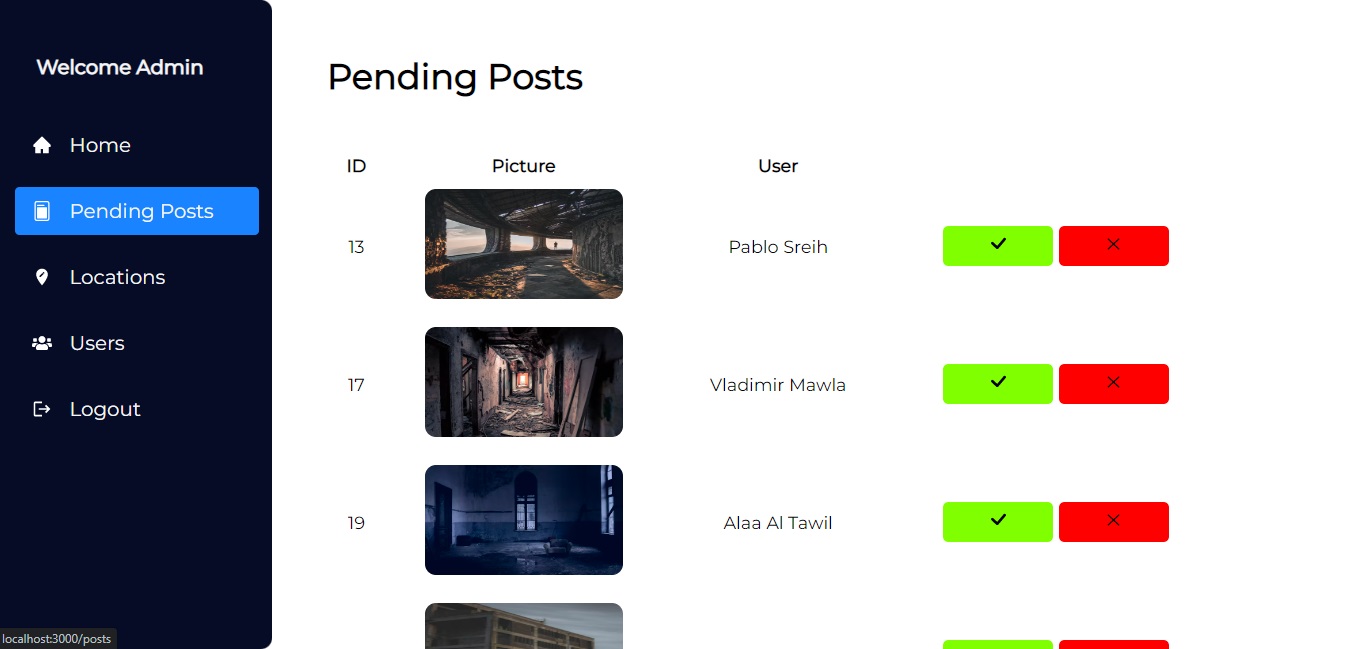 Welcome Admin
Home
Pending Posts
Locations
Users
Logout
localhost:3000/posts
Pending Posts
ID Picture User
13 Pablo Sreih
17 Vladimir Mawla
19 Alaa Al Tawil